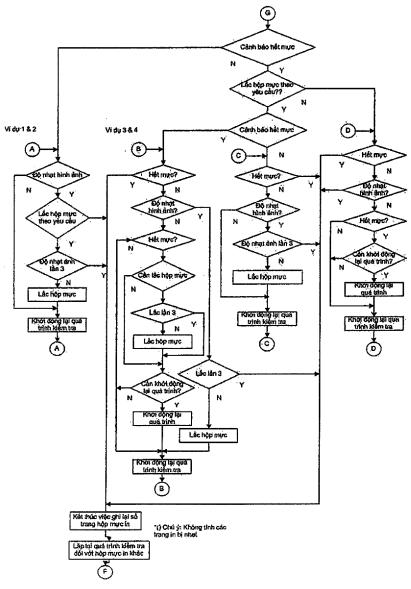 G
Cảnh báo hết mực
N
Y
Lắc hộp mực theo
yêu cầu??
Y
N
Ví dụ 1 & 2
Ví dụ 3 & 4
Cảnh báo hết mực
Y
N
A
B
C
D
Độ nhạt hình ảnh
N
Y
Lắc hộp mực
theo yêu cầu
Y
Độ nhạt ảnh
lần 3
Y
N
Lắc hộp mực
Khởi động lại quá
trình kiểm tra
A
Hết mực?
Y
N
Độ nhạt
hình ảnh?
N
Y
Hết mực?
N
Y
Cần lắc hộp mực
N
Y
Lắc lần 3
N
Y
Lắc hộp mực
Cần khởi động
lại quá trình?
N
Y
Khởi động lại quá
trình
Lắc lần 3
Y
N
Lắc hộp mực
Khởi động lại quá
trình kiểm tra
B
Hết mực?
Y
N
Độ nhạt
hình ảnh?
N
Y
Độ nhạt ảnh lần 3
Y
N
Lắc hộp mực
Khởi động lại quá
trình kiểm tra
C
Hết mực
Y
N
Độ nhạt
hình ảnh?
Y
N
Hết mực?
N
Y
Cần khởi động lại
quá trình?
N
Y
Khởi động lại
quá trình
Khởi động lại quá
trình kiểm tra
D
Kết thúc việc ghi lại số
trang hộp mực in
*() Chú ý: Không tính các
trang in bị nhạt
Lặp lại quá trình kiểm tra
đối với hộp mực in khác
F